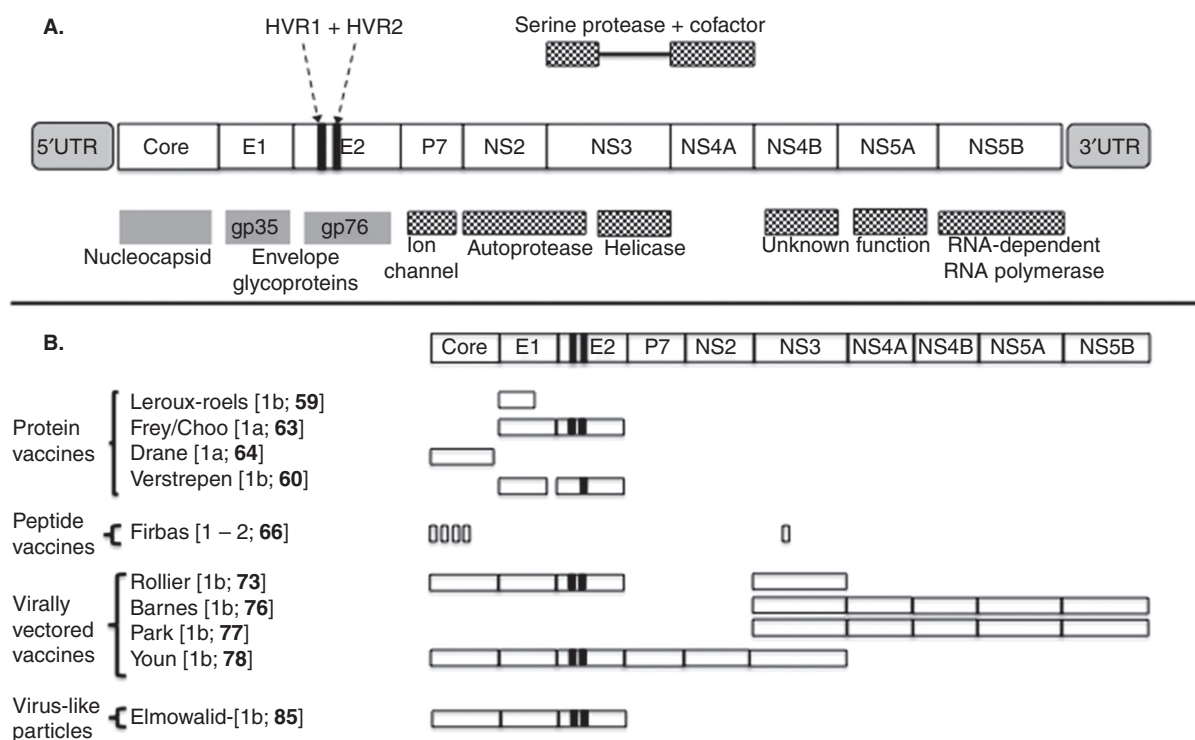 A.
HVR1 + HVR2
Serine protease + cofactor
5′UTR Core E1 E2 P7 NS2 NS3 NS4A NS4B NS5A NS5B 3′UTR
gp35 gp76
Nucleocapsid
Envelope
glycoproteins
Ion
channel
Autoprotease
Helicase
Unknown function
RNA-dependent
RNA polymerase
B.
Core E1 E2 P7 NS2 NS3 NS4A NS4B NS5A NS5B
Protein
vaccines
Leroux-roels [1b; 59]
Frey/Choo [1a; 63]
Drane [1a; 64]
Verstrepen [1b; 60]
Peptide
vaccines
Firbas [1 – 2; 66]
Virally
vectored
vaccines
Rollier [1b; 73]
Barnes [1b; 76]
Park [1b; 77]
Youn [1b; 78]
Virus-like
particles
Elmowalid-[1b; 85]